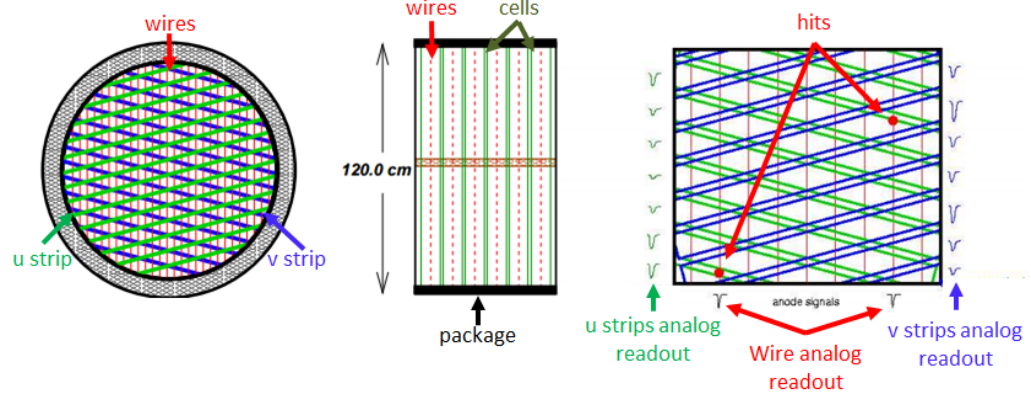 wires
u strip
v strip
wires
cells
120.0 cm
package
hits
anode signals
u strips analog
readout
Wire analog
readout
v strips analog
readout